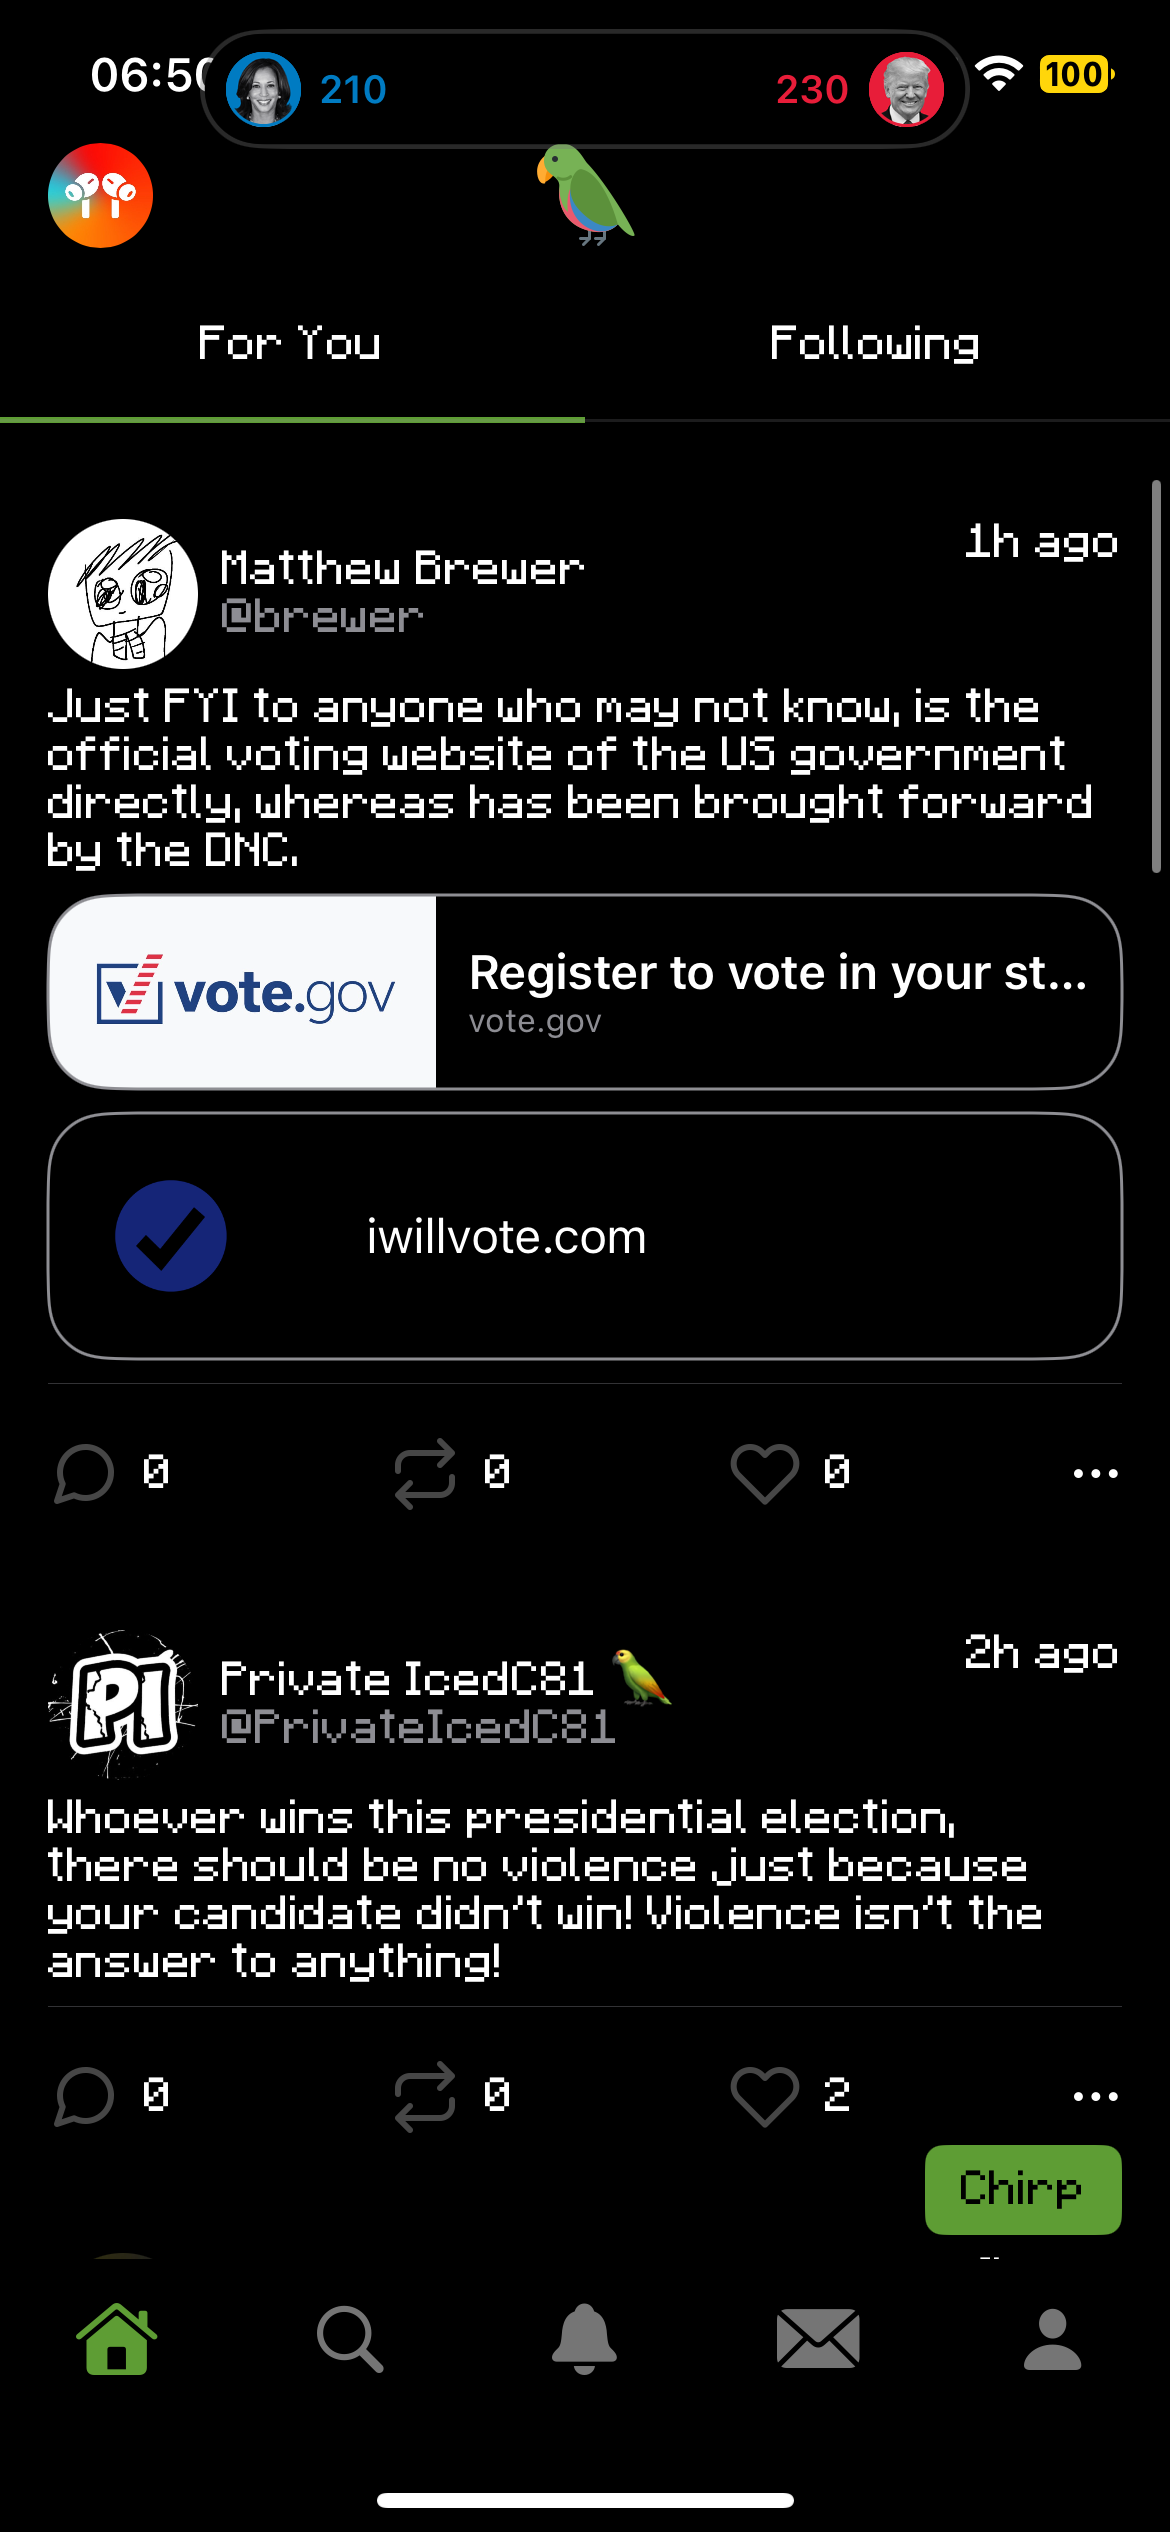 06:50
210
230
100
For You
Following
Matthew Brewer
1h ago
@brewer
Just FYI to anyone who may not know, is the
official voting website of the US government
directly, whereas has been brought forward
by the DNC.
vote.gov
Register to vote in your st...
vote.gov
iwillvote.com
0
0
0
PI
Private IcedC81
2h ago
@PrivateIcedC81
Whoever wins this presidential election,
there should be no violence just because
your candidate didn't win! Violence isn't the
answer to anything!
0
0
2
Chirp